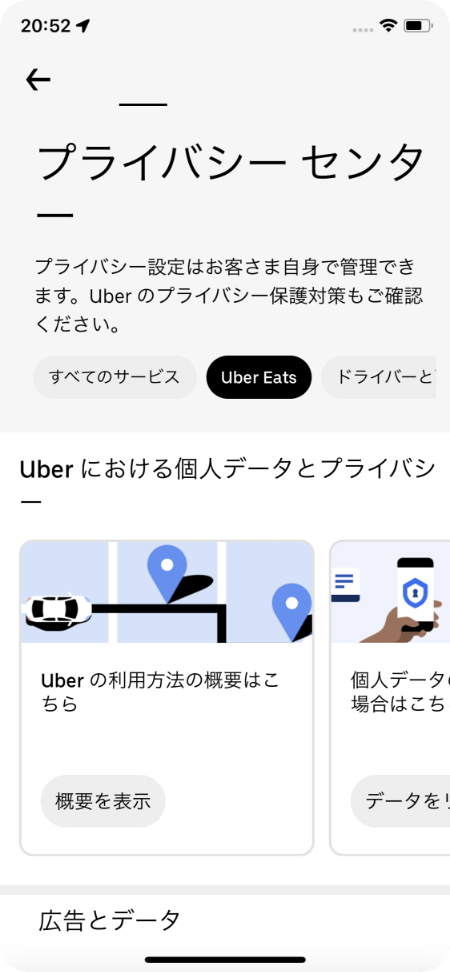 20:52
プライバシー センタ
ー
プライバシー設定はお客さま自身で管理でき
ます。Uber のプライバシー保護対策もご確認
ください。
すべてのサービス
Uber Eats
ドライバーと
Uber における個人データとプライバシ
ー
Uber の利用方法の概要はこ
ちら
概要を表示
個人データ
場合はこち
データを
広告とデータ